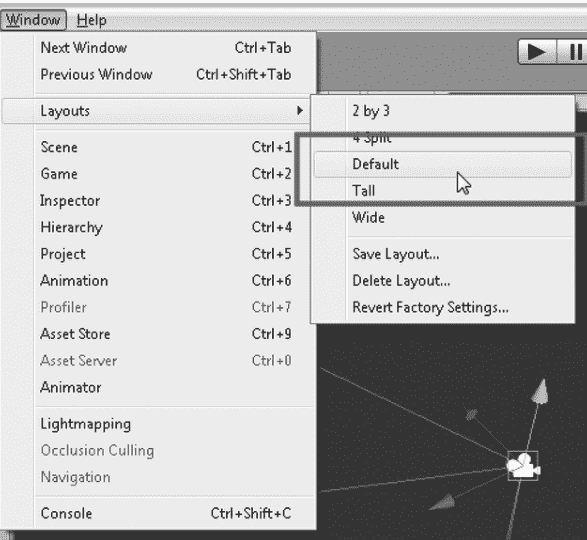 Window Help
Next Window Ctrl+Tab
Previous Window Ctrl+Shift+Tab
Layouts
Scene Ctrl+1
Game Ctrl+2
Inspector Ctrl+3
Hierarchy Ctrl+4
Project Ctrl+5
Animation Ctrl+6
Profiler Ctrl+7
Asset Store Ctrl+9
Asset Server Ctrl+0
Animator
Lightmapping
Occlusion Culling
Navigation
Console Ctrl+Shift+C
2 by 3
4 Split
Default
Tall
Wide
Save Layout...
Delete Layout...
Revert Factory Settings...